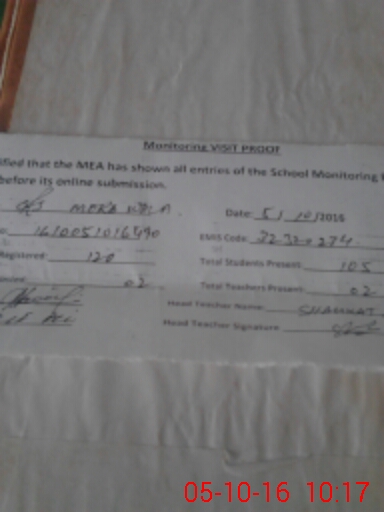 Monitoring VISIT PROOF
ified that the MEA has shown all entries of the School Monitoring
before its online submission.
Date: 5/10/2016
EMIS Code:
Registered: 120 Total Students Present: 105
02 Total Teachers Present: 02
Head Teacher Name:
Head Teacher Signature
05-10-16 10:17